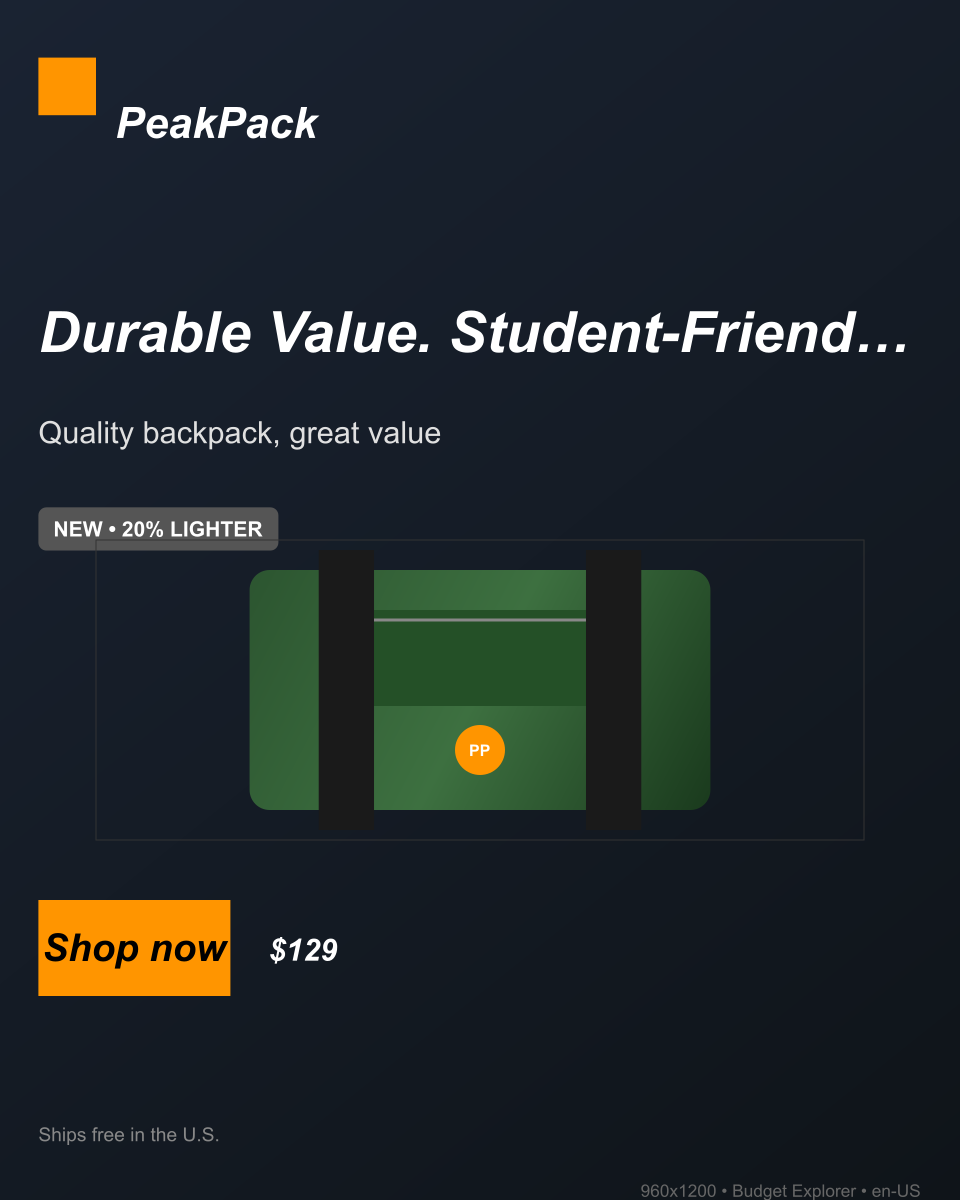 PeakPack
Durable Value. Student-Friend…
Quality backpack, great value
NEW • 20% LIGHTER
PP
Shop now
$129
Ships free in the U.S.
960x1200 • Budget Explorer • en-US